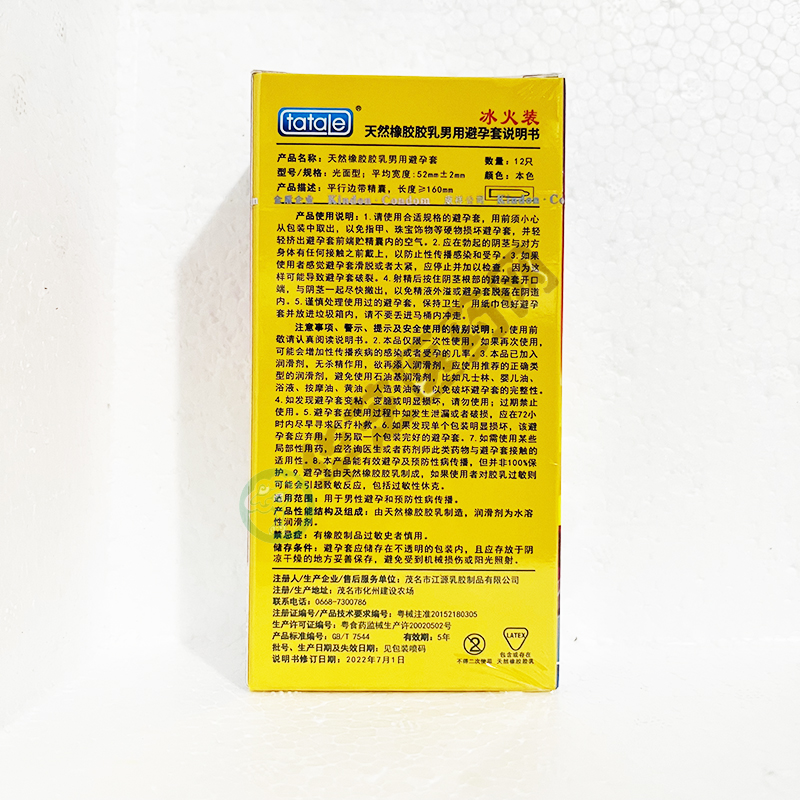 tatale®
冰火装
天然橡胶胶乳男用避孕套说明书
产品名称：天然橡胶胶乳男用避孕套 数量：12只
型号/规格：光面型；平均宽度：52mm±2mm 颜色：本色
产品描述：平行边带精囊，长度≥160mm
Kinden·Condom
产品使用说明：1.请使用合适规格的避孕套，用前须小心
从包装中取出，以免指甲、珠宝饰物等硬物损坏避孕套，并轻
轻挤出避孕套前端贮精囊内的空气。2.应在勃起的阴茎与对方
身体有任何接触之前戴上，以防止性传播感染和受孕。3.如果
使用者感觉避孕套滑脱或者太紧，应停止并加以检查，因为这
样可能导致避孕套破裂。4.射精后按住阴茎根部的避孕套开口
端，与阴茎一起尽快撤出，以免精液外溢或避孕套脱落在阴道
内。5.谨慎处理使用过的避孕套，保持卫生，用纸巾包好避孕
套并放进垃圾箱内，请不要丢进马桶内冲走。
注意事项、警示、提示及安全使用的特别说明：1.使用前
敬请认真阅读说明书。2.本品仅限一次性使用，如果再次使用，
可能会增加性传播疾病的感染或者受孕的几率。3.本品已加入
润滑剂，无杀精作用，欲再添入润滑剂，应使用推荐的正确类
型的润滑剂，避免使用石油基润滑剂，比如凡士林、婴儿油、
浴液、按摩油、黄油、人造黄油等，以免破坏避孕套的完整性。
4.如发现避孕套变粘、变脆或明显损坏，请勿使用；过期禁止
使用。5.避孕套在使用过程中如发生泄漏或者破损，应在72小
时内尽早寻求医疗补救。6.如果发现单个包装明显损坏，该避
孕套应弃用，并另取一个包装完好的避孕套。7.如需使用某些
局部性用药，应咨询医生或者药剂师此类药物与避孕套接触的
适用性。8.本产品能有效避孕及预防性病传播，但并非100%保
护。9.避孕套由天然橡胶胶乳制成，如果使用者对胶乳过敏则
可能会引起致敏反应，包括过敏性休克。
适用范围：用于男性避孕和预防性病传播。
产品性能结构及组成：由天然橡胶胶乳制造，润滑剂为水溶
性润滑剂。
禁忌症：有橡胶制品过敏史者慎用。
储存条件：避孕套应储存在不透明的包装内，且应存放于阴
凉干燥的地方妥善保存，避免受到机械损伤或阳光照射。
注册人/生产企业/售后服务单位：茂名市江源乳胶制品有限公司
注册/生产地址：茂名市化州建设农场
联系电话：0668-7300786
注册证编号/产品技术要求编号：粤械注准20152180305
生产许可证编号：粤食药监械生产许20020502号
产品标准编号：GB/T 7544 有效期：5年
批号、生产日期及失效日期：见包装喷码
说明书修订日期：2022年7月1日
不得二次使用
LATEX
包含或存在
天然橡胶胶乳